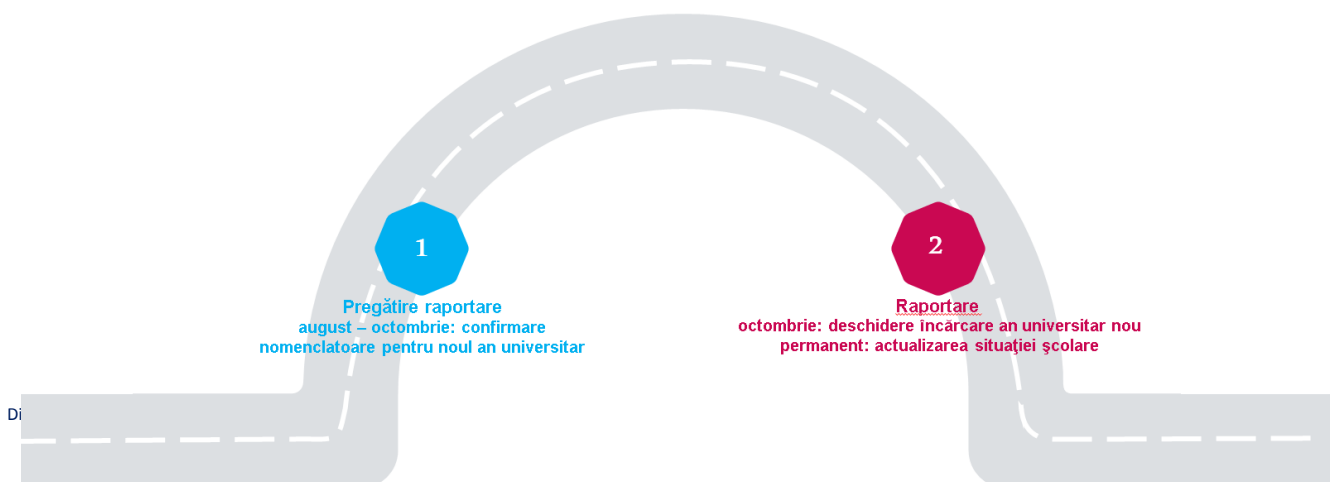 1
Pregătire raportare
august – octombrie: confirmare
nomenclatoare pentru noul an universitar
2
Raportare
octombrie: deschidere încărcare an universitar nou
permanent: actualizarea situaţiei şcolare
Di